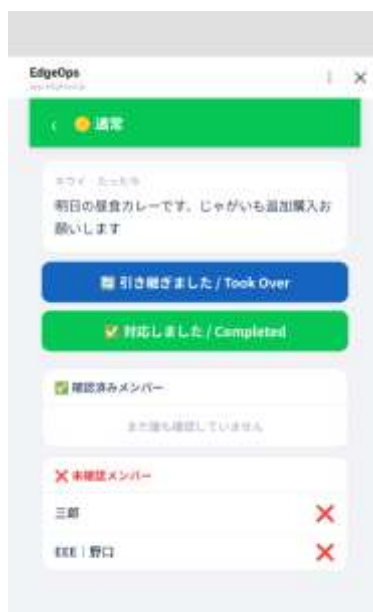 EdgeOps
通常
明日の昼食カレーです。じゃがいも追加購入お
願いします
引き継ぎました / Took Over
対応しました / Completed
確認済みメンバー
まだ誰も確認していません
未確認メンバー
三郎
EEE｜野口